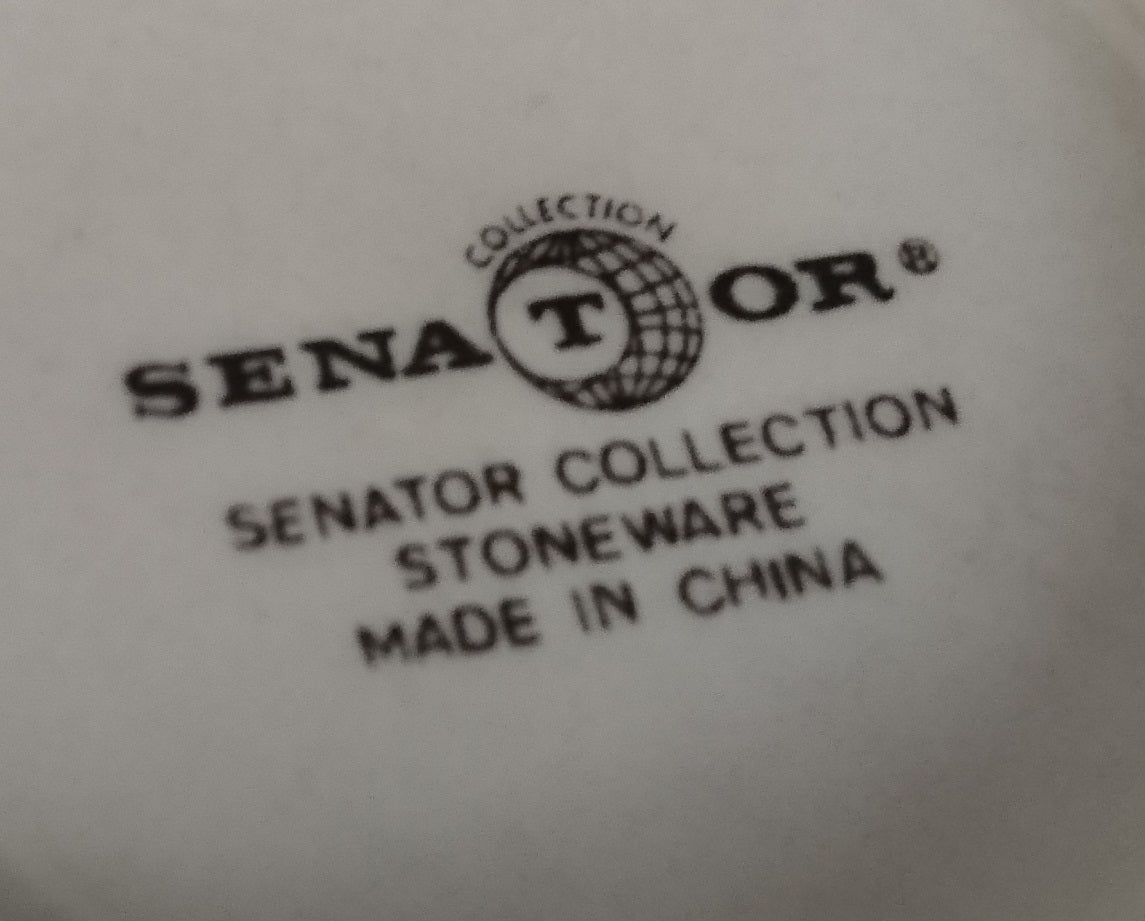 COLLECTION
SENATOR®
SENATOR COLLECTION
STONEWARE
MADE IN CHINA